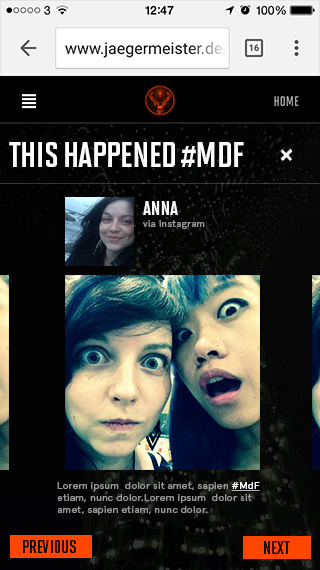 3 12:47 100%
www.jaegermeister.de
16
HOME
THIS HAPPENED #MDF
ANNA
via instagram
Lorem ipsum dolor sit amet, sapien #MdF
etiam, nunc dolor.Lorem ipsum dolor sit
amet, sapien etiam, nunc dolor.
PREVIOUS
NEXT